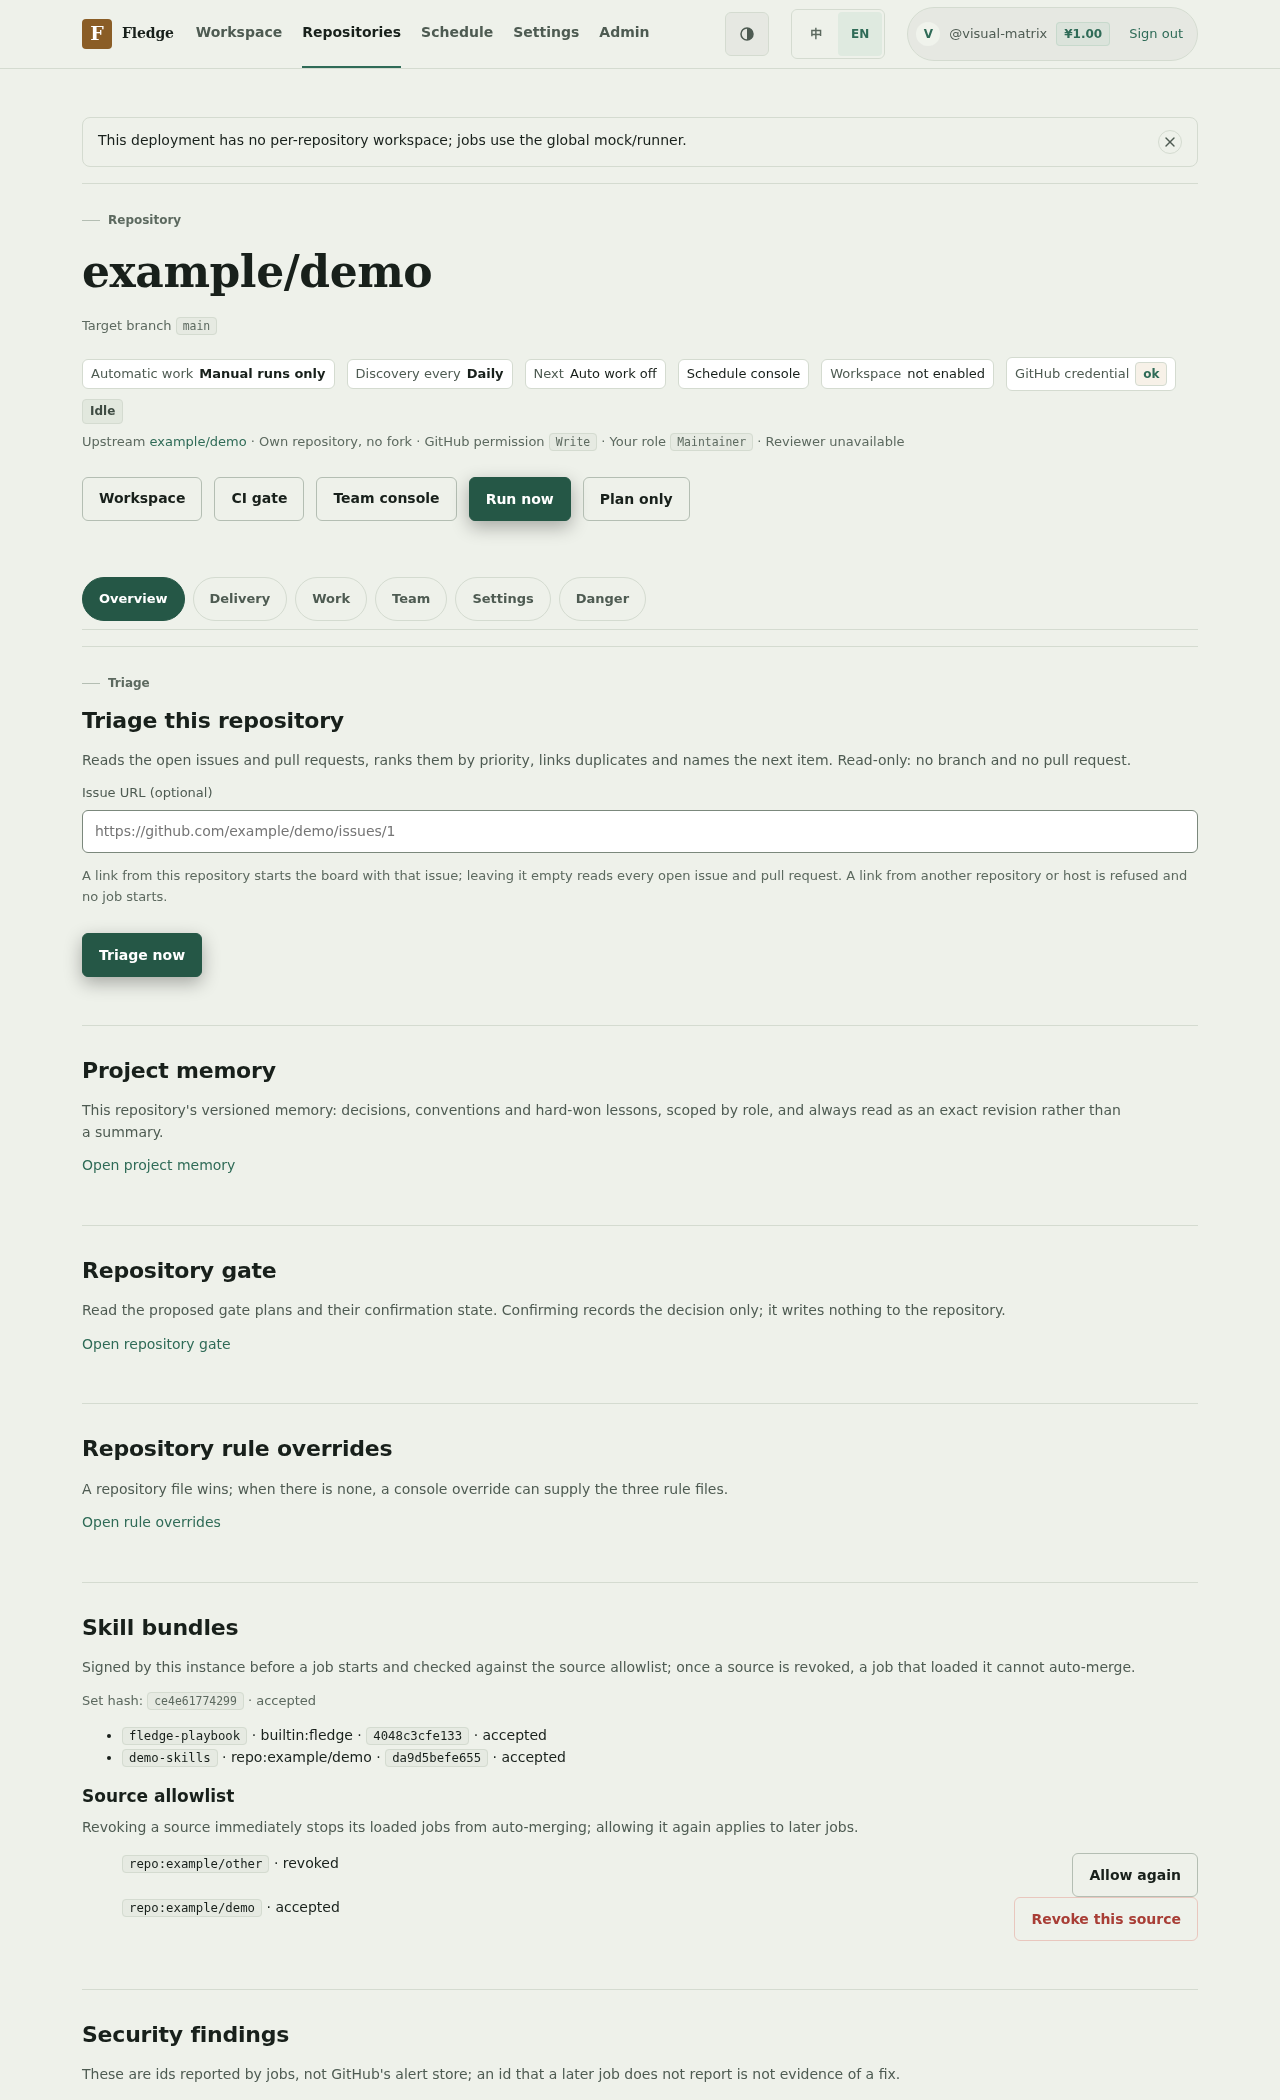 F Fledge Workspace Repositories Schedule Settings Admin 中 EN V @visual-matrix ¥1.00 Sign out
This deployment has no per-repository workspace; jobs use the global mock/runner.
Repository
example/demo
Target branch main
Automatic work Manual runs only Discovery every Daily Next Auto work off Schedule console Workspace not enabled GitHub credential ok
Idle
Upstream example/demo · Own repository, no fork · GitHub permission Write · Your role Maintainer · Reviewer unavailable
Workspace CI gate Team console Run now Plan only
Overview Delivery Work Team Settings Danger
Triage
Triage this repository
Reads the open issues and pull requests, ranks them by priority, links duplicates and names the next item. Read-only: no branch and no pull request.
Issue URL (optional)
https://github.com/example/demo/issues/1
A link from this repository starts the board with that issue; leaving it empty reads every open issue and pull request. A link from another repository or host is refused and
no job starts.
Triage now
Project memory
This repository's versioned memory: decisions, conventions and hard-won lessons, scoped by role, and always read as an exact revision rather than
a summary.
Open project memory
Repository gate
Read the proposed gate plans and their confirmation state. Confirming records the decision only; it writes nothing to the repository.
Open repository gate
Repository rule overrides
A repository file wins; when there is none, a console override can supply the three rule files.
Open rule overrides
Skill bundles
Signed by this instance before a job starts and checked against the source allowlist; once a source is revoked, a job that loaded it cannot auto-merge.
Set hash: ce4e61774299 · accepted
• fledge-playbook · builtin:fledge · 4048c3cfe133 · accepted
• demo-skills · repo:example/demo · da9d5befe655 · accepted
Source allowlist
Revoking a source immediately stops its loaded jobs from auto-merging; allowing it again applies to later jobs.
repo:example/other · revoked Allow again
repo:example/demo · accepted Revoke this source
Security findings
These are ids reported by jobs, not GitHub's alert store; an id that a later job does not report is not evidence of a fix.